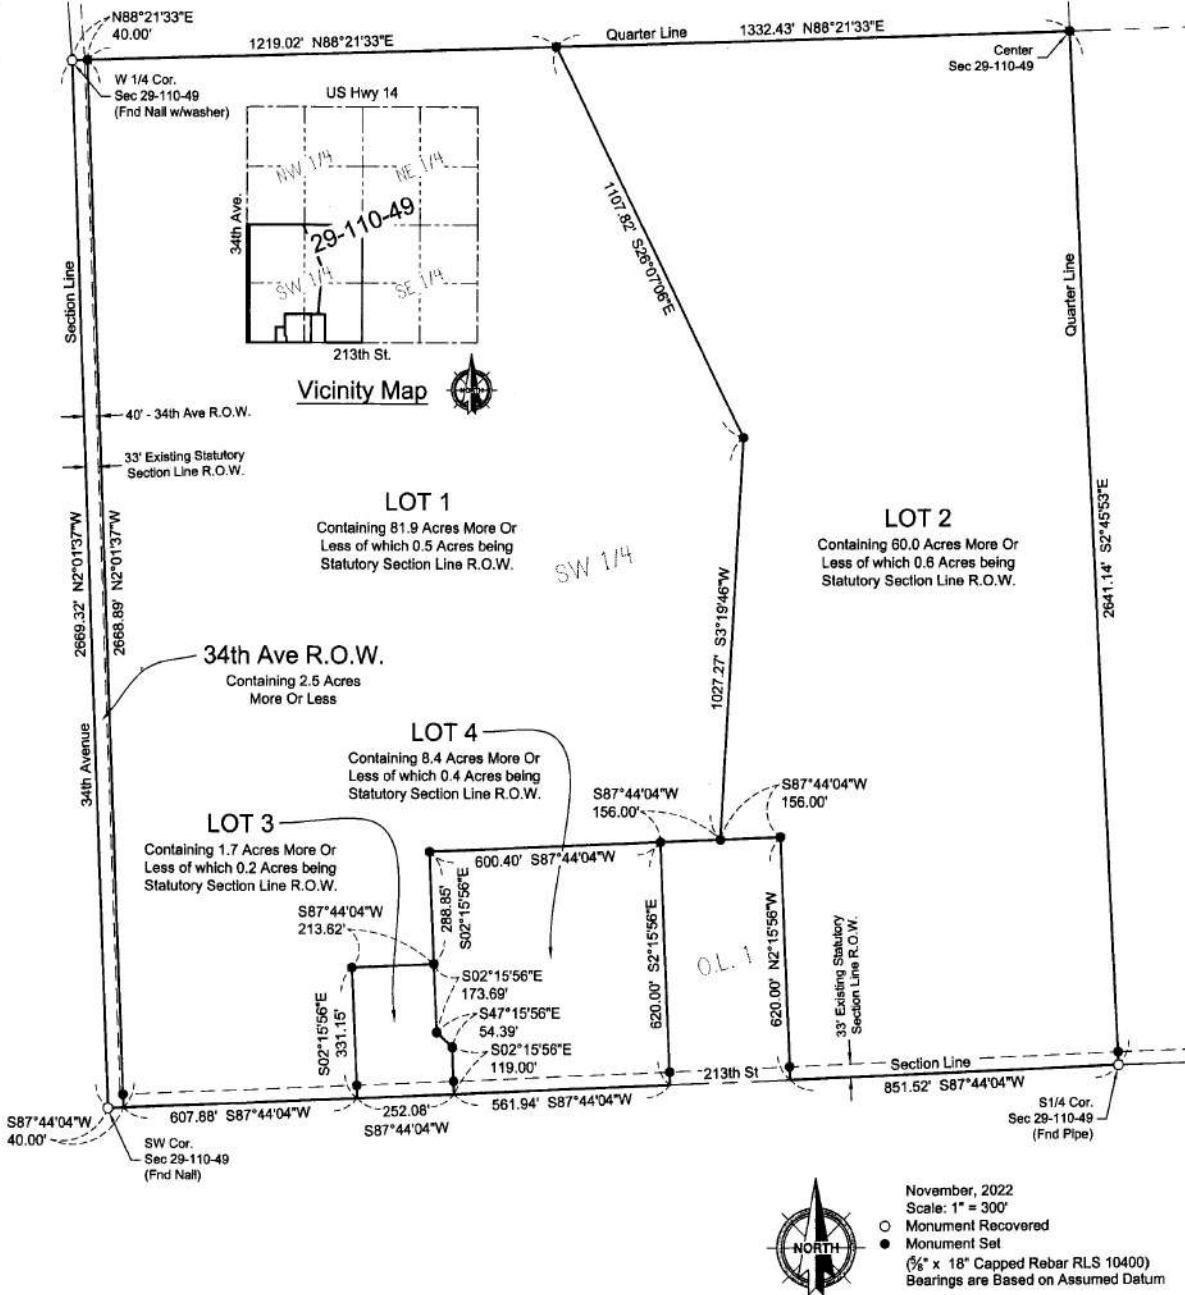 N88°21'33"E
40.00'
1219.02' N88°21'33"E
Quarter Line
1332.43' N88°21'33"E
W 1/4 Cor.
Sec 29-110-49
(Fnd Nail w/washer)
Center
Sec 29-110-49
US Hwy 14
NW 1/4
NE 1/4
34th Ave.
29-110-49
SW 1/4
SE 1/4
213th St.
Vicinity Map
NORTH
Section Line
1107.82' S26°07'06"E
Quarter Line
40' - 34th Ave R.O.W.
33' Existing Statutory
Section Line R.O.W.
LOT 1
Containing 81.9 Acres More Or
Less of which 0.5 Acres being
Statutory Section Line R.O.W.
SW 1/4
LOT 2
Containing 60.0 Acres More Or
Less of which 0.6 Acres being
Statutory Section Line R.O.W.
2669.32' N2°01'37"W
2668.89' N2°01'37"W
1027.27' S3°19'46"W
2641.14' S2°45'53"E
34th Ave R.O.W.
Containing 2.5 Acres
More Or Less
34th Avenue
LOT 4
Containing 8.4 Acres More Or
Less of which 0.4 Acres being
Statutory Section Line R.O.W.
S87°44'04"W
156.00'
S87°44'04"W
156.00'
LOT 3
Containing 1.7 Acres More Or
Less of which 0.2 Acres being
Statutory Section Line R.O.W.
600.40' S87°44'04"W
288.85'
S02°15'56"E
S87°44'04"W
213.62'
S02°15'56"E
173.69'
S47°15'56"E
54.39'
S02°15'56"E
119.00'
S02°15'56"E
331.15'
620.00' S2°15'56"E
O.L. 1
620.00' N2°15'56"W
33' Existing Statutory
Section Line R.O.W.
213th St
Section Line
851.52' S87°44'04"W
S87°44'04"W
40.00'
607.88' S87°44'04"W
252.08'
S87°44'04"W
561.94' S87°44'04"W
SW Cor.
Sec 29-110-49
(Fnd Nail)
S1/4 Cor.
Sec 29-110-49
(Fnd Pipe)
NORTH
November, 2022
Scale: 1" = 300'
Monument Recovered
Monument Set
(⅝" x 18" Capped Rebar RLS 10400)
Bearings are Based on Assumed Datum